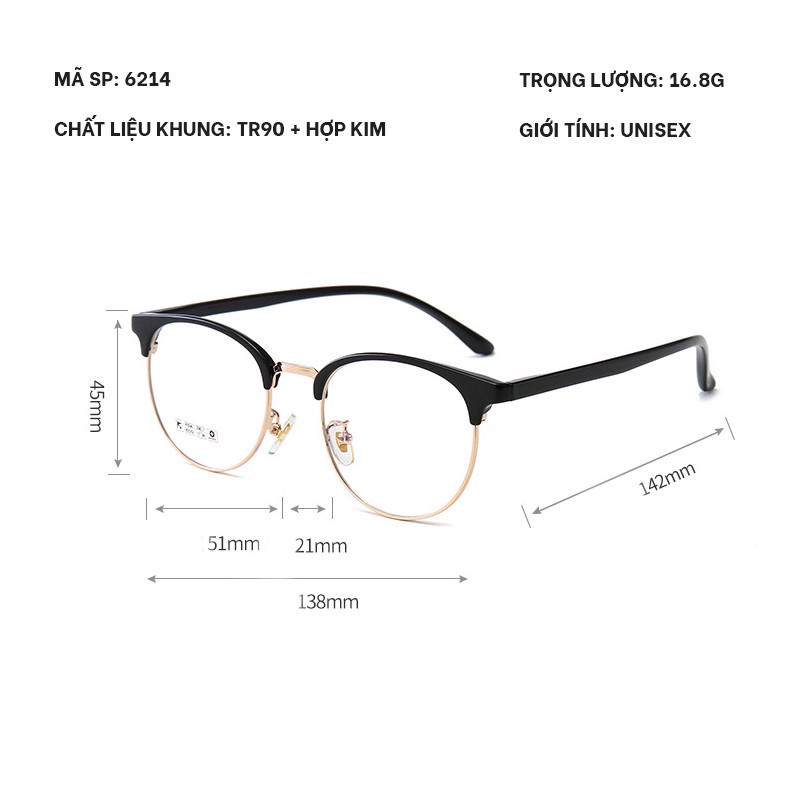 MÃ SP: 6214
TRỌNG LƯỢNG: 16.8G
CHẤT LIỆU KHUNG: TR90 + HỢP KIM
GIỚI TÍNH: UNISEX
45mm
142mm
51mm
21mm
138mm